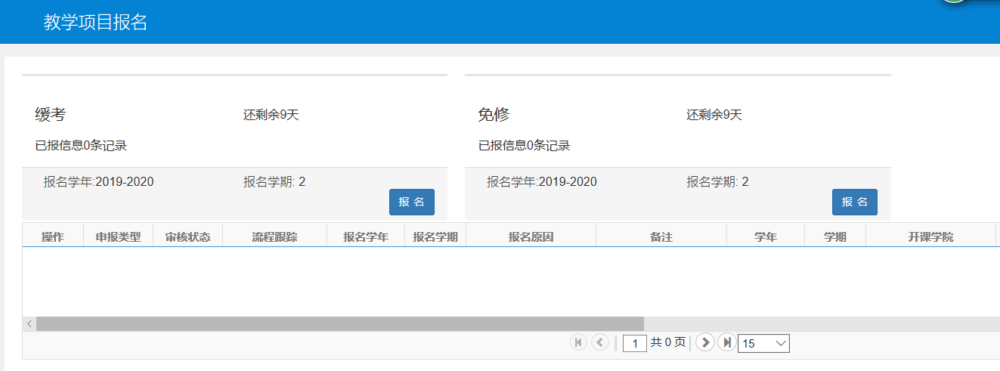 教学项目报名
缓考 还剩余9天
已报信息0条记录
报名学年:2019-2020 报名学期: 2
报 名
免修 还剩余9天
已报信息0条记录
报名学年:2019-2020 报名学期: 2
报 名
操作 申报类型 审核状态 流程跟踪 报名学年 报名学期 报名原因 备注 学年 学期 开课学院
1 共 0 页 15